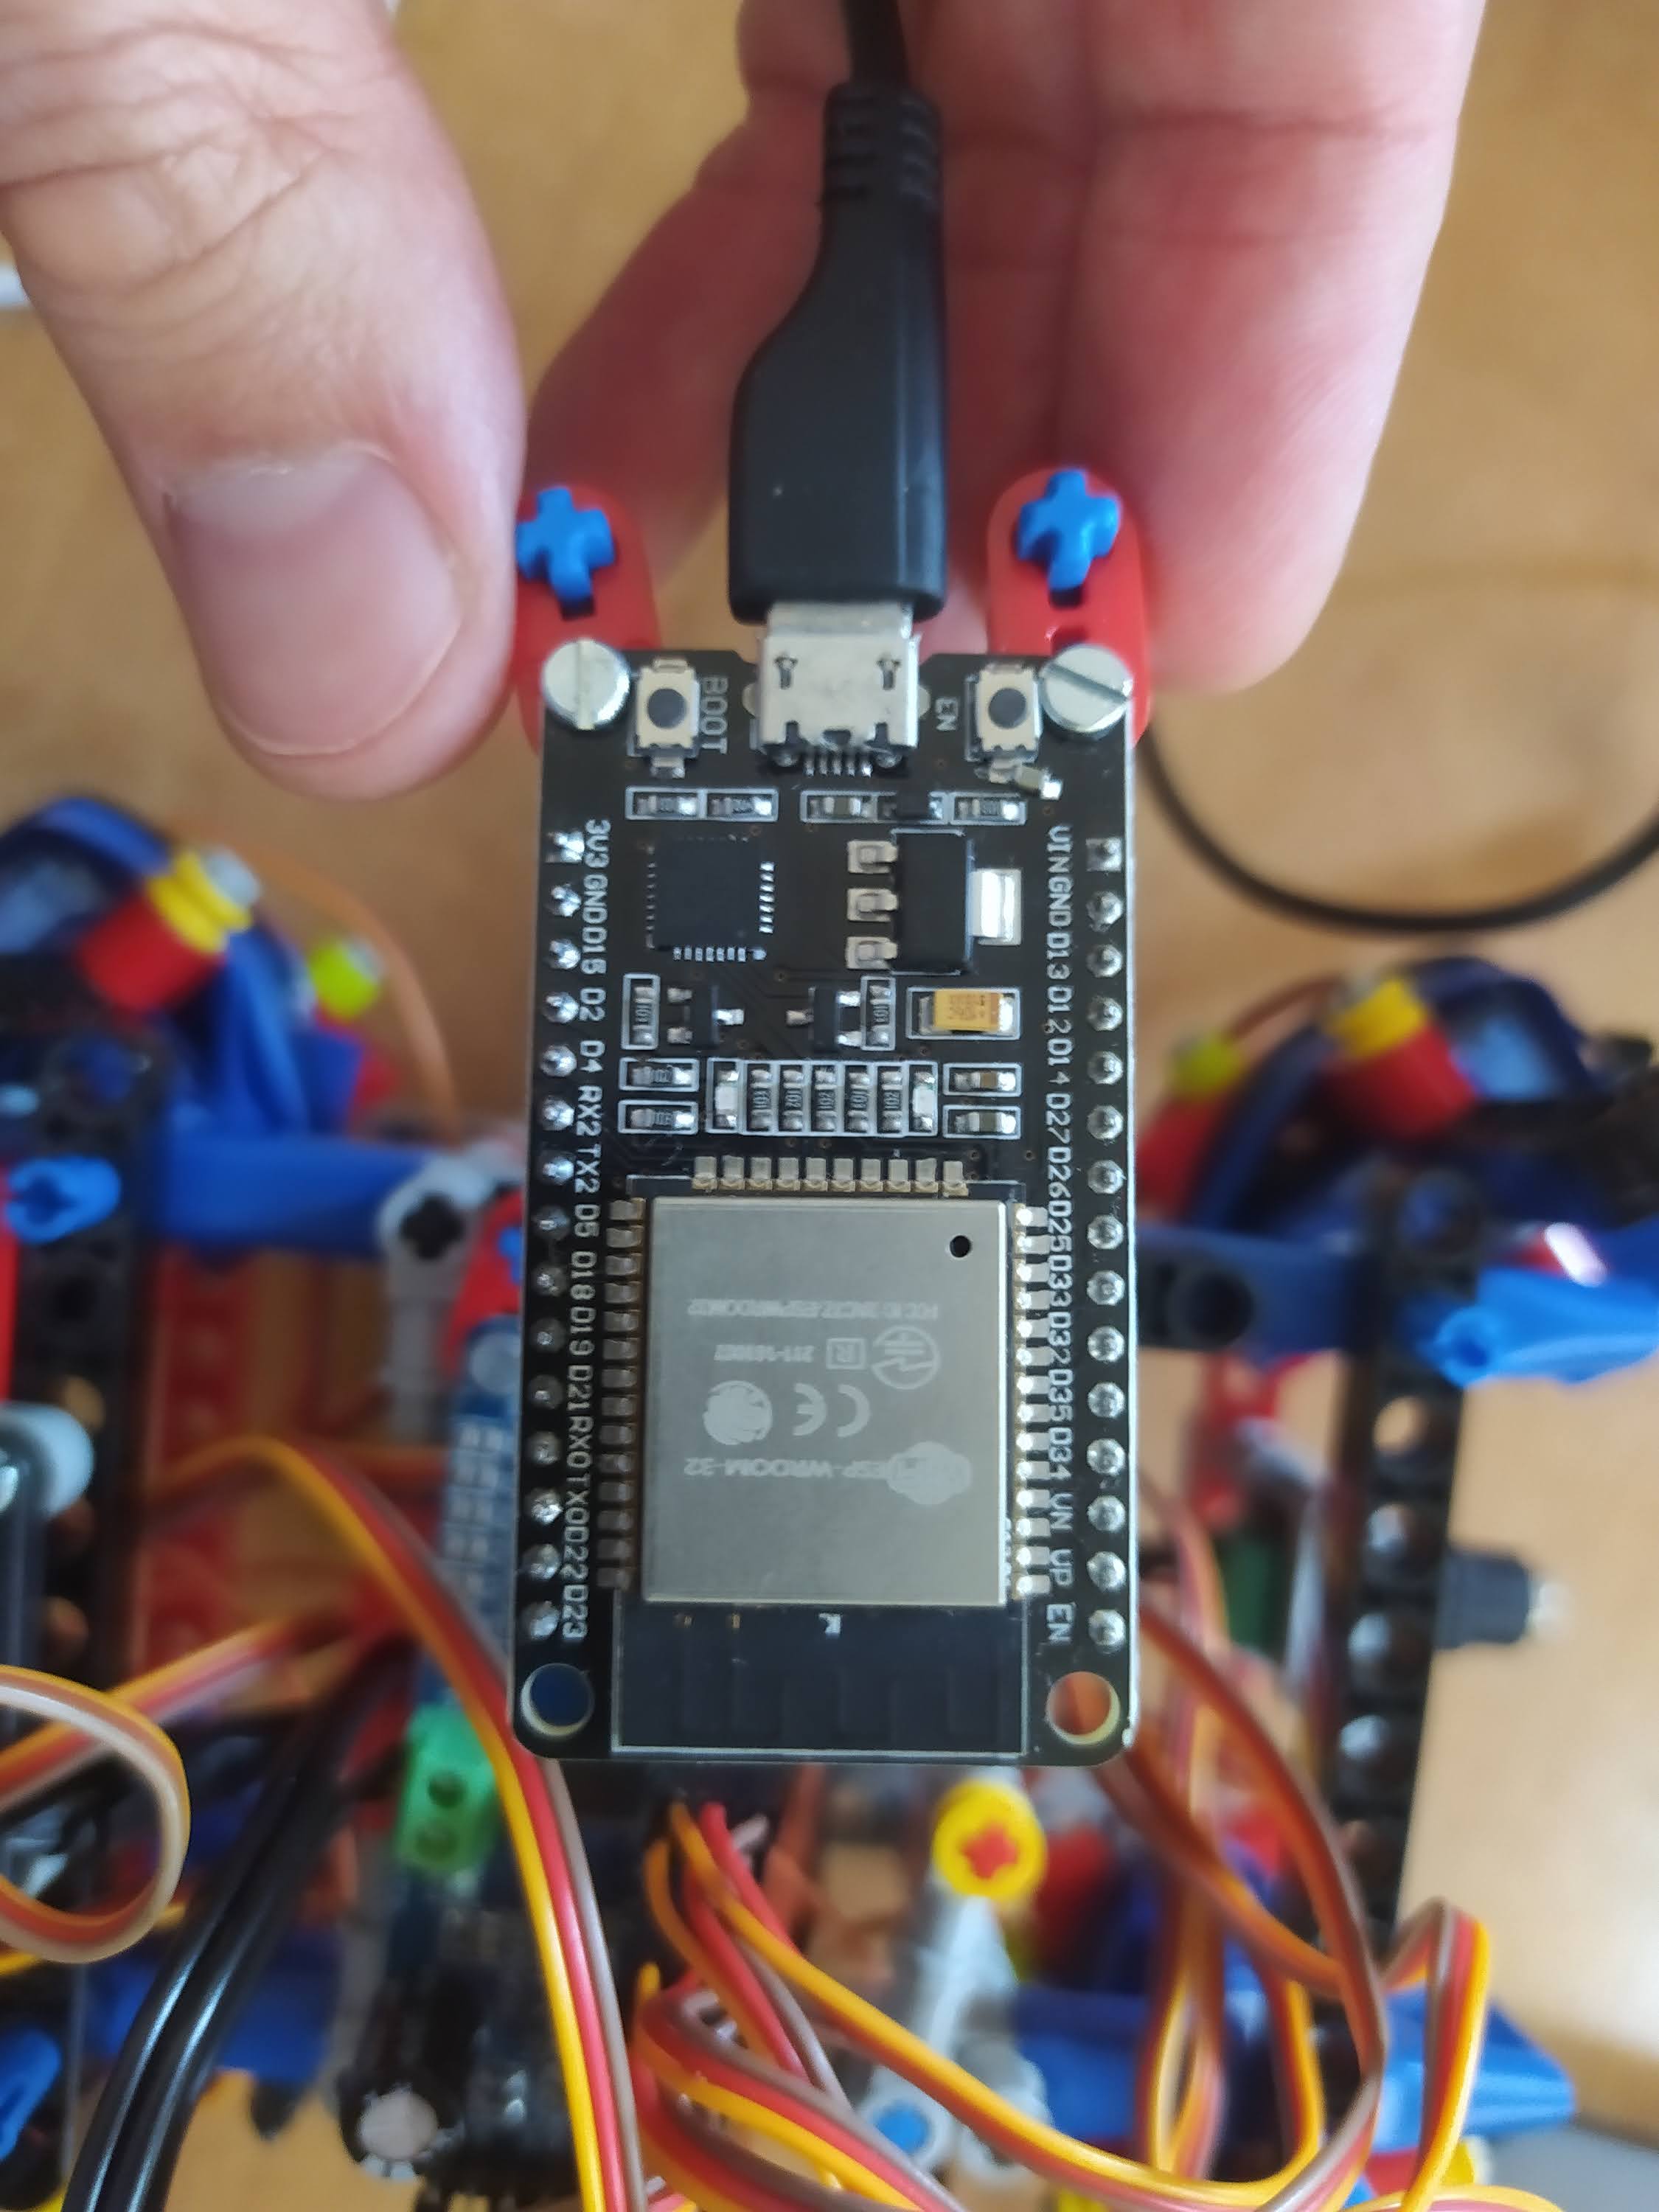 BOOT
EN
3V3
GND
D15
D2
D4
RX2
TX2
D5
D18
D19
D21
RX0
TX0
D22
D23
VIN
GND
D13
D12
D14
D27
D26
D25
D33
D32
D35
D34
VN
VP
EN
ESP-WROOM-32
CE
R